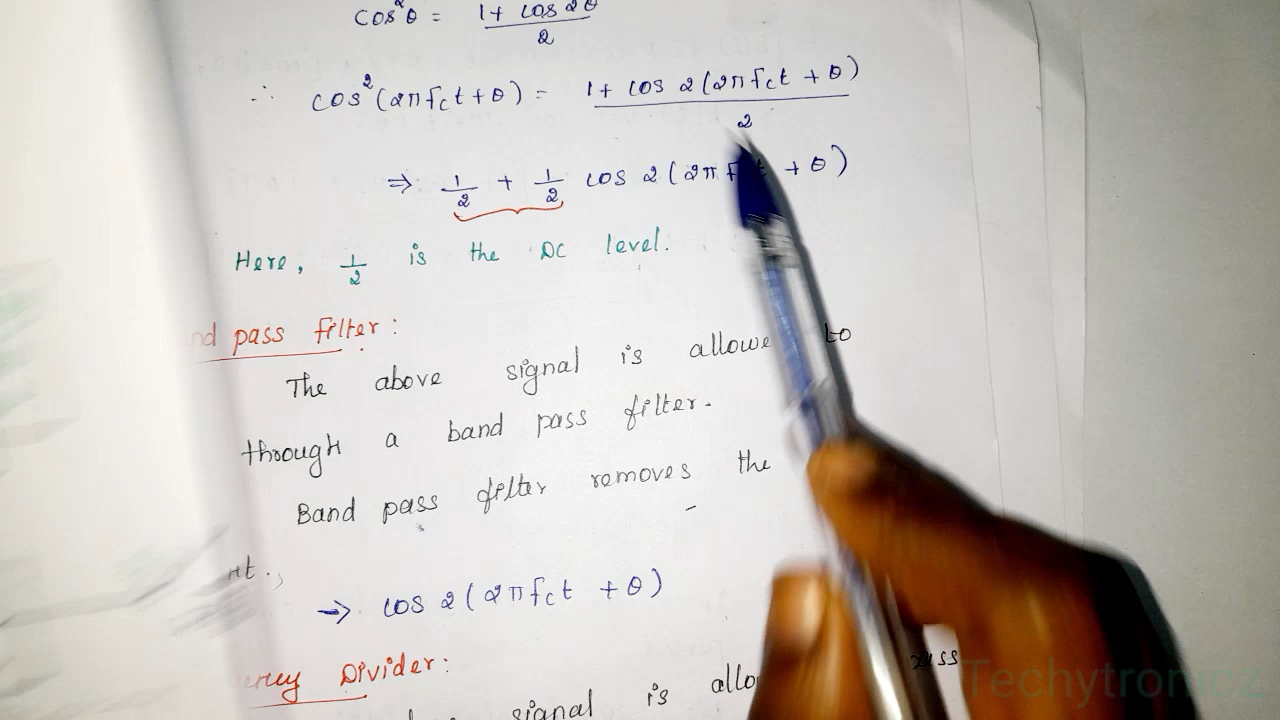 cos²θ = 1 + cos 2θ / 2
∴ cos²(2πfct + θ) = 1 + cos 2(2πfct + θ) / 2
⇒ 1/2 + 1/2 cos 2(2π t + θ)
Here, 1/2 is the DC level.
pass filter:
The above signal is allowe to
through a band pass filter.
Band pass filter removes the
nt.,
→ cos 2(2πfct + θ)
Divider:
signal is allo
Techytronicz